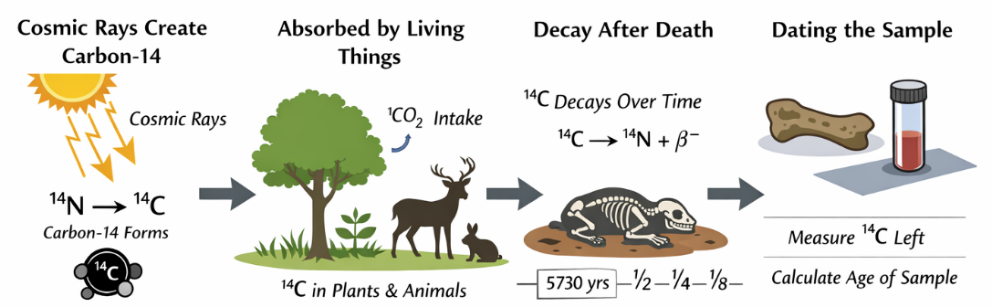 Cosmic Rays Create
Carbon-14
Cosmic Rays
¹⁴N → ¹⁴C
Carbon-14 Forms
¹⁴C
Absorbed by Living
Things
¹CO₂ Intake
¹⁴C in Plants & Animals
Decay After Death
¹⁴C Decays Over Time
¹⁴C → ¹⁴N + β⁻
5730 yrs ½ ¼ ⅛
Dating the Sample
Measure ¹⁴C Left
Calculate Age of Sample